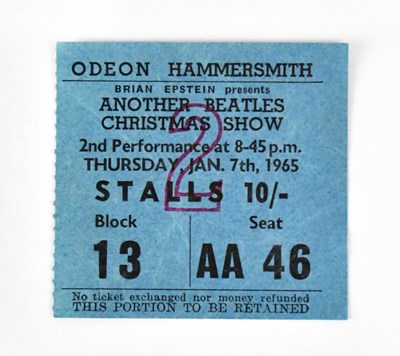 ODEON HAMMERSMITH
BRIAN EPSTEIN presents
ANOTHER BEATLES
CHRISTMAS SHOW
2
2nd Performance at 8-45 p.m.
THURSDAY, JAN. 7th, 1965
STALLS 10/-
Block Seat
13 AA 46
No ticket exchanged nor money refunded
THIS PORTION TO BE RETAINED